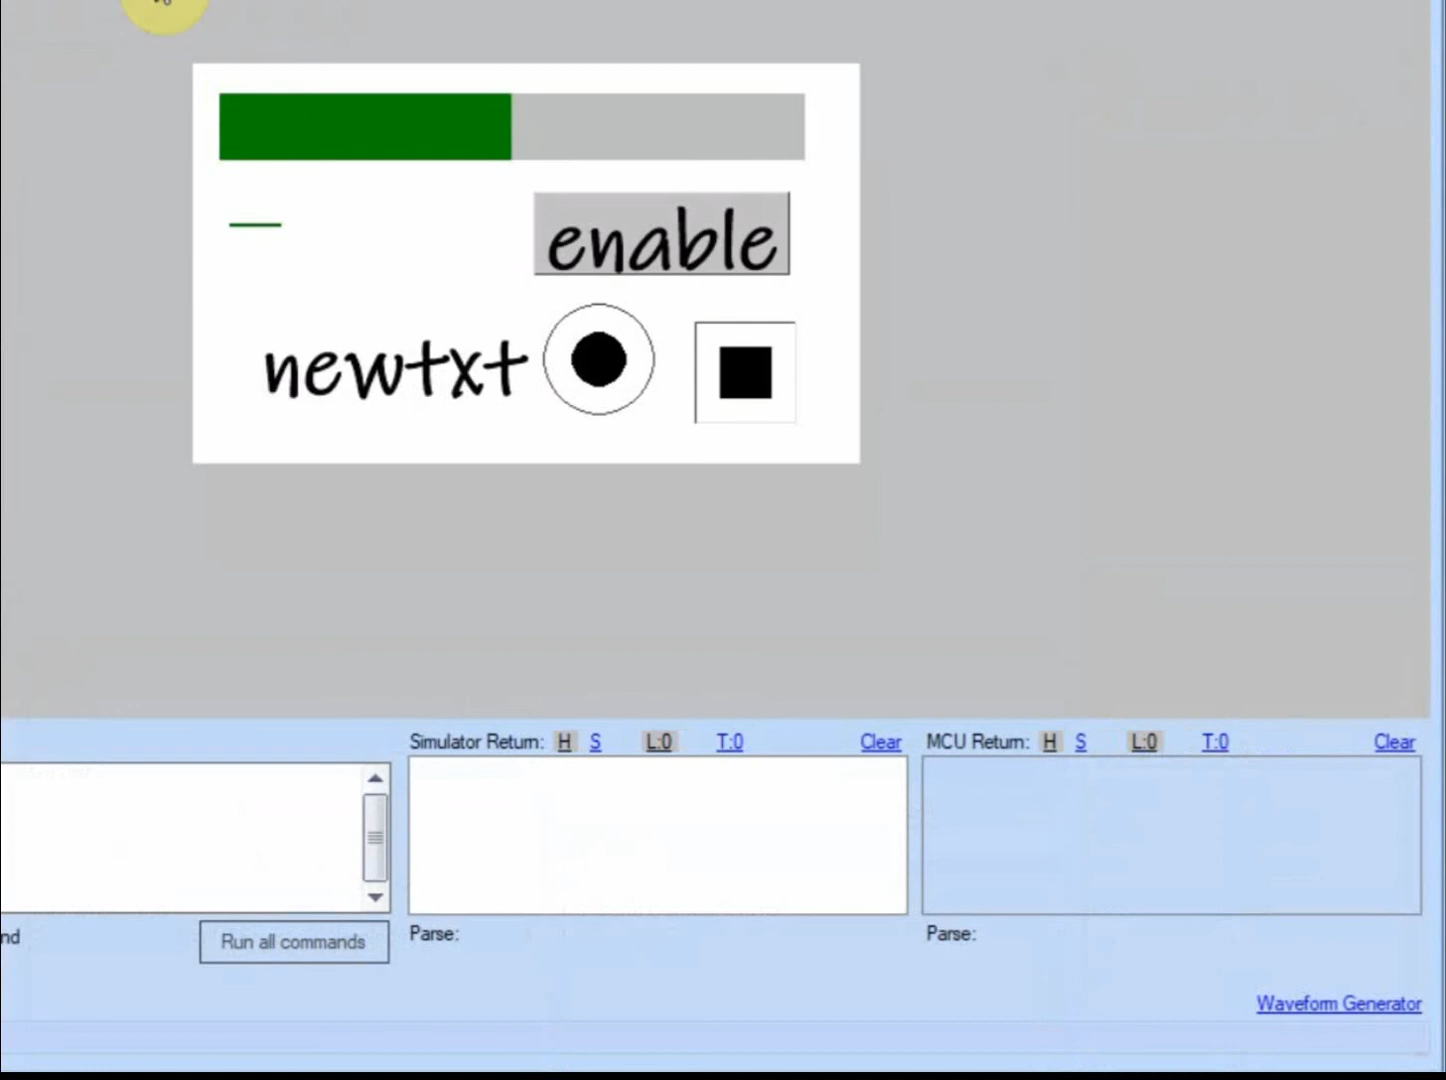 enable
newtxt
Simulator Return: H S L:0 T:0 Clear MCU Return: H S L:0 T:0 Clear
nd Run all commands Parse: Parse:
Waveform Generator